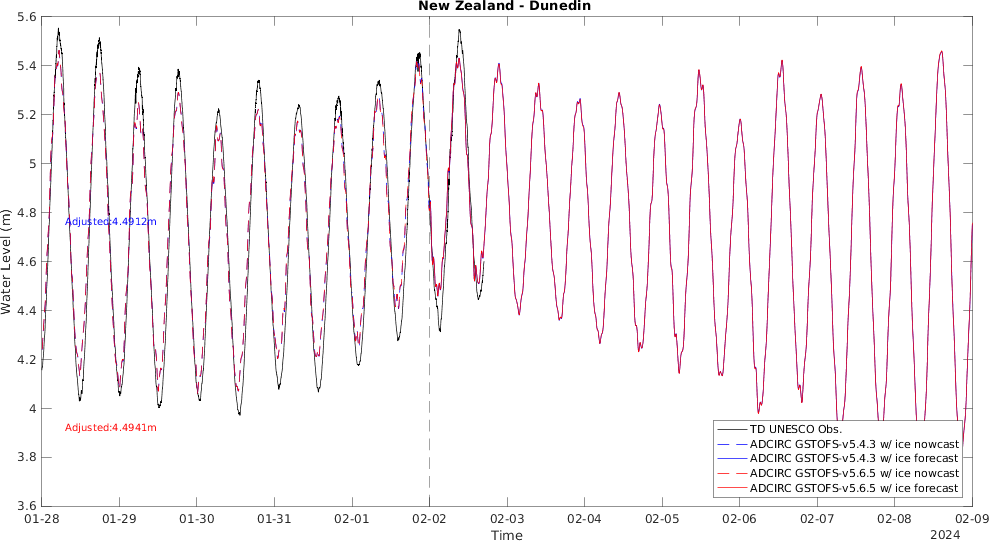 New Zealand - Dunedin
5.6
5.4
5.2
5
4.8
4.6
4.4
4.2
4
3.8
3.6
Water Level (m)
Adjusted:4.4912m
Adjusted:4.4941m
TD UNESCO Obs.
ADCIRC GSTOFS-v5.4.3 w/ ice nowcast
ADCIRC GSTOFS-v5.4.3 w/ ice forecast
ADCIRC GSTOFS-v5.6.5 w/ ice nowcast
ADCIRC GSTOFS-v5.6.5 w/ ice forecast
01-28 01-29 01-30 01-31 02-01 02-02 02-03 02-04 02-05 02-06 02-07 02-08 02-09
Time
2024